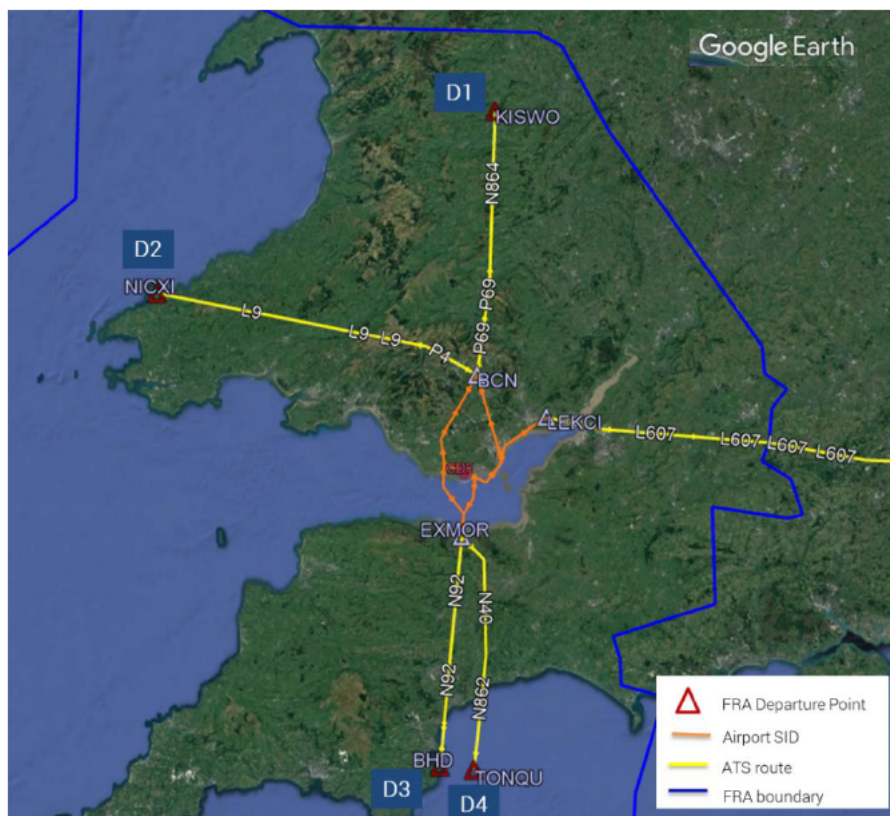 Google Earth
D1
KISWO
N864
D2
NICXI
P69
L9
L9
L9
P4
P69
BCN
LEKCI
L607
L607
L607
L607
EXMOR
N92
N40
N92
N862
BHD
TONQU
D3
D4
FRA Departure Point
Airport SID
ATS route
FRA boundary